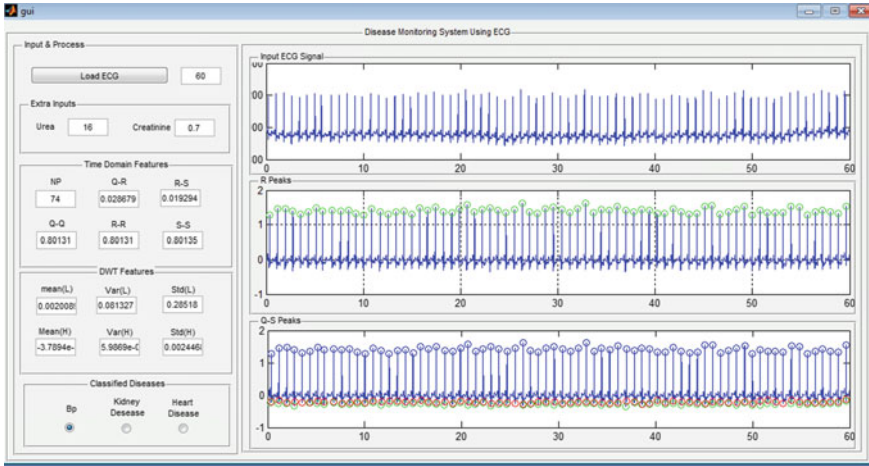 gui
Disease Monitoring System Using ECG
Input & Process
Load ECG 60
Extra Inputs
Urea 16 Creatinine 0.7
Time Domain Features
NP Q-R R-S
74 0.028679 0.019294
Q-Q R-R S-S
0.80131 0.80131 0.80135
DWT Features
mean(L) Var(L) Std(L)
0.002008 0.081327 0.28518
Mean(H) Var(H) Std(H)
-3.7894e- 5.9869e-0 0.002446
Classified Diseases
Bp Kidney Desease Heart Disease
Input ECG Signal
00
00
00
00
0 10 20 30 40 50 60
R Peaks
2
1
0
-1
0 10 20 30 40 50 60
Q-S Peaks
2
1
0
-1
0 10 20 30 40 50 60